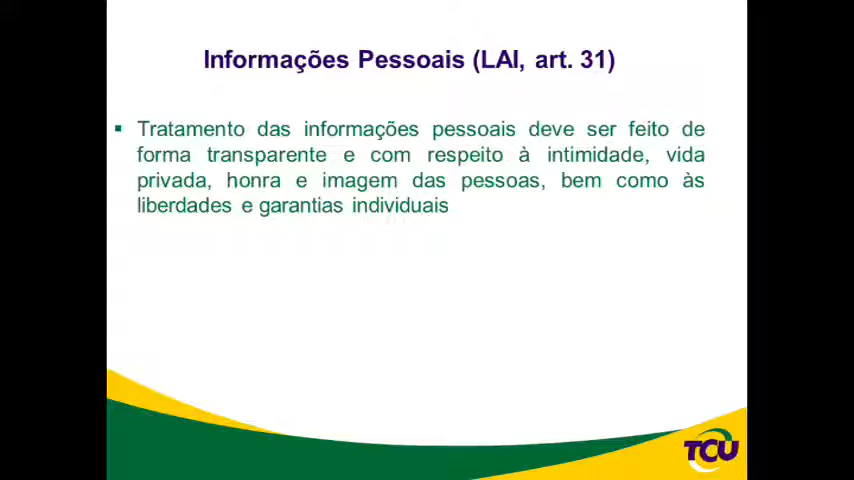 Informações Pessoais (LAI, art. 31)
▪ Tratamento das informações pessoais deve ser feito de
forma transparente e com respeito à intimidade, vida
privada, honra e imagem das pessoas, bem como às
liberdades e garantias individuais
TCU